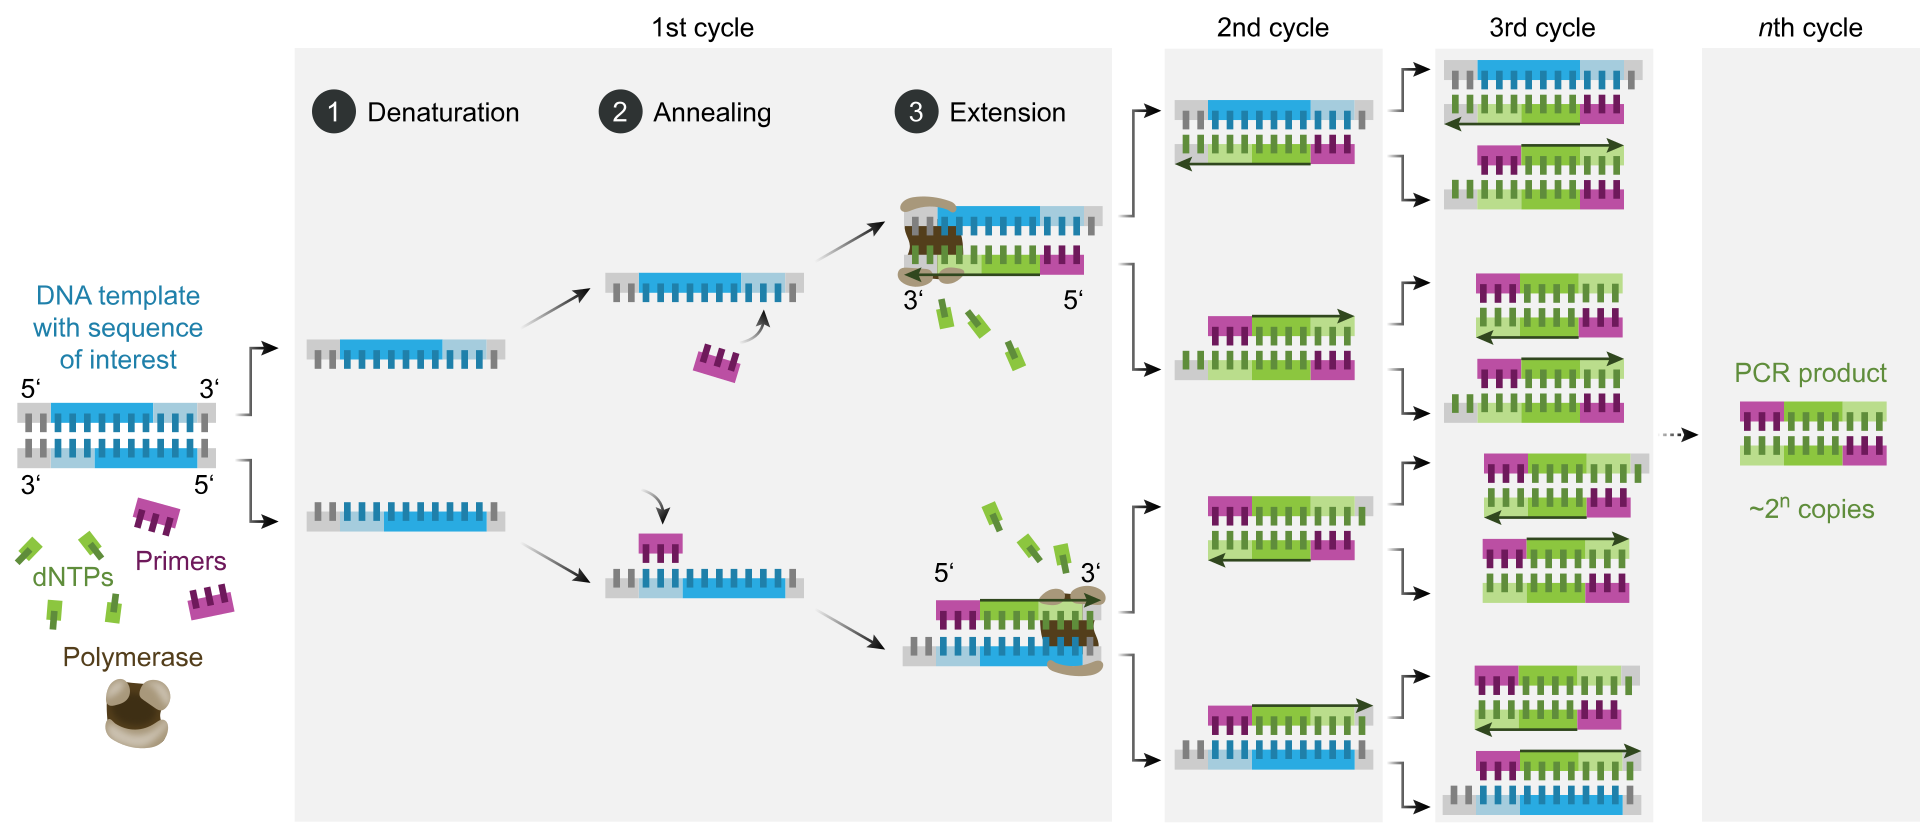 1st cycle
2nd cycle
3rd cycle
nth cycle
1 Denaturation
2 Annealing
3 Extension
DNA template
with sequence
of interest
5‘ 3‘
3‘ 5‘
Primers
dNTPs
Polymerase
3‘ 5‘
5‘ 3‘
PCR product
~2ⁿ copies